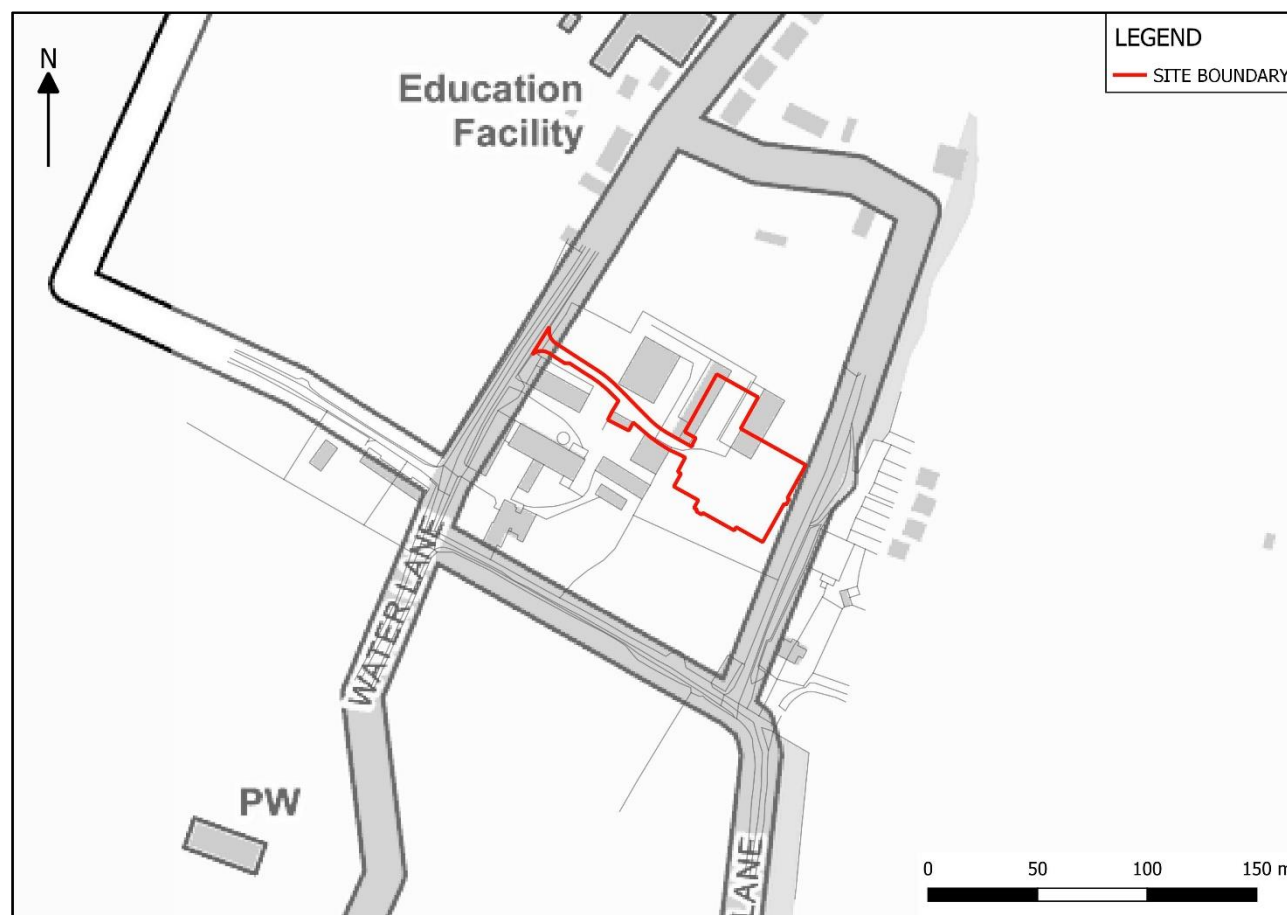 N
LEGEND
SITE BOUNDARY
Education
Facility
WATER LANE
PW
LANE
0 50 100 150 m